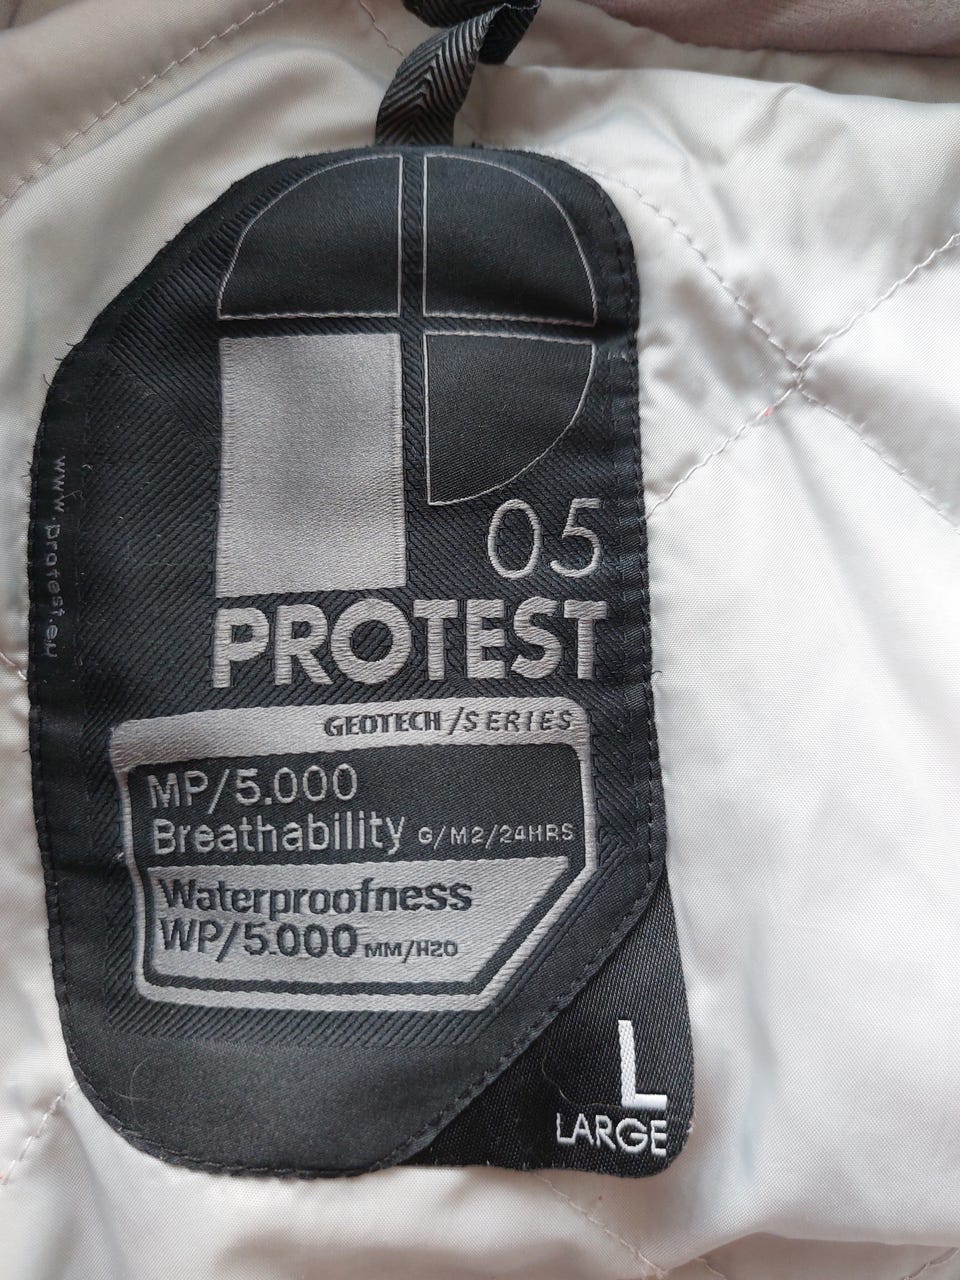 05
PROTEST
www.protest.eu
GEOTECH/SERIES
MP/5.000
Breathability G/M2/24HRS
Waterproofness
WP/5.000 MM/H2O
L
LARGE